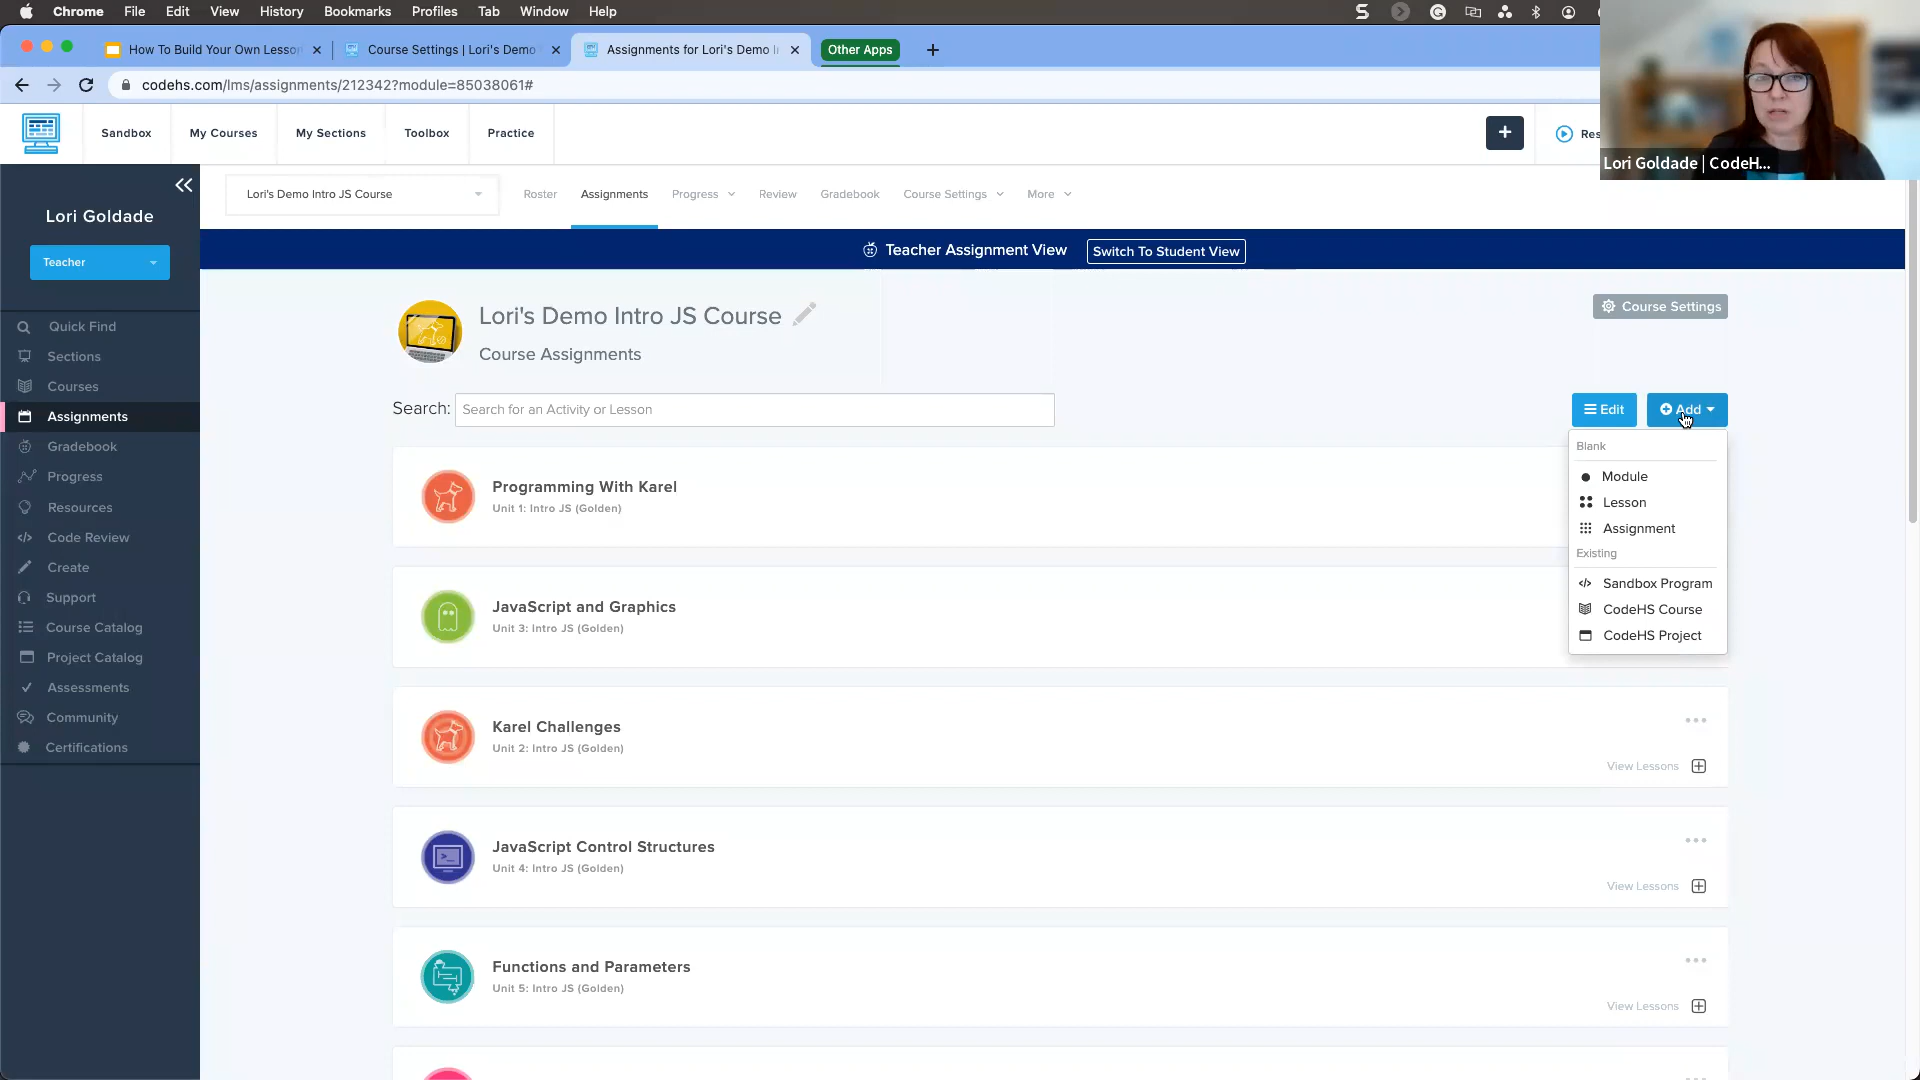 Chrome File Edit View History Bookmarks Profiles Tab Window Help
How To Build Your Own Lesson
Course Settings | Lori's Demo
Assignments for Lori's Demo I
Other Apps
codehs.com/lms/assignments/212342?module=85038061#
Sandbox My Courses My Sections Toolbox Practice
Lori Goldade | CodeH...
Lori Goldade
Teacher
Quick Find
Sections
Courses
Assignments
Gradebook
Progress
Resources
Code Review
Create
Support
Course Catalog
Project Catalog
Assessments
Community
Certifications
Lori's Demo Intro JS Course
Roster Assignments Progress Review Gradebook Course Settings More
Teacher Assignment View Switch To Student View
Lori's Demo Intro JS Course
Course Settings
Course Assignments
Search: Search for an Activity or Lesson
Edit Add
Blank
Module
Lesson
Assignment
Existing
Sandbox Program
CodeHS Course
CodeHS Project
Programming With Karel
Unit 1: Intro JS (Golden)
JavaScript and Graphics
Unit 3: Intro JS (Golden)
Karel Challenges
Unit 2: Intro JS (Golden)
View Lessons
JavaScript Control Structures
Unit 4: Intro JS (Golden)
View Lessons
Functions and Parameters
Unit 5: Intro JS (Golden)
View Lessons